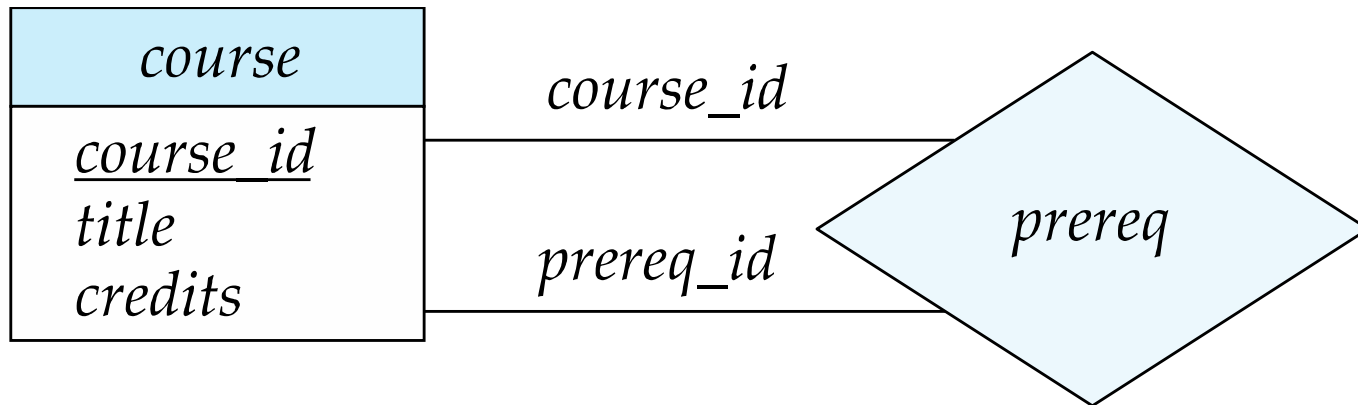 course
course_id
title
credits
course_id
prereq_id
prereq